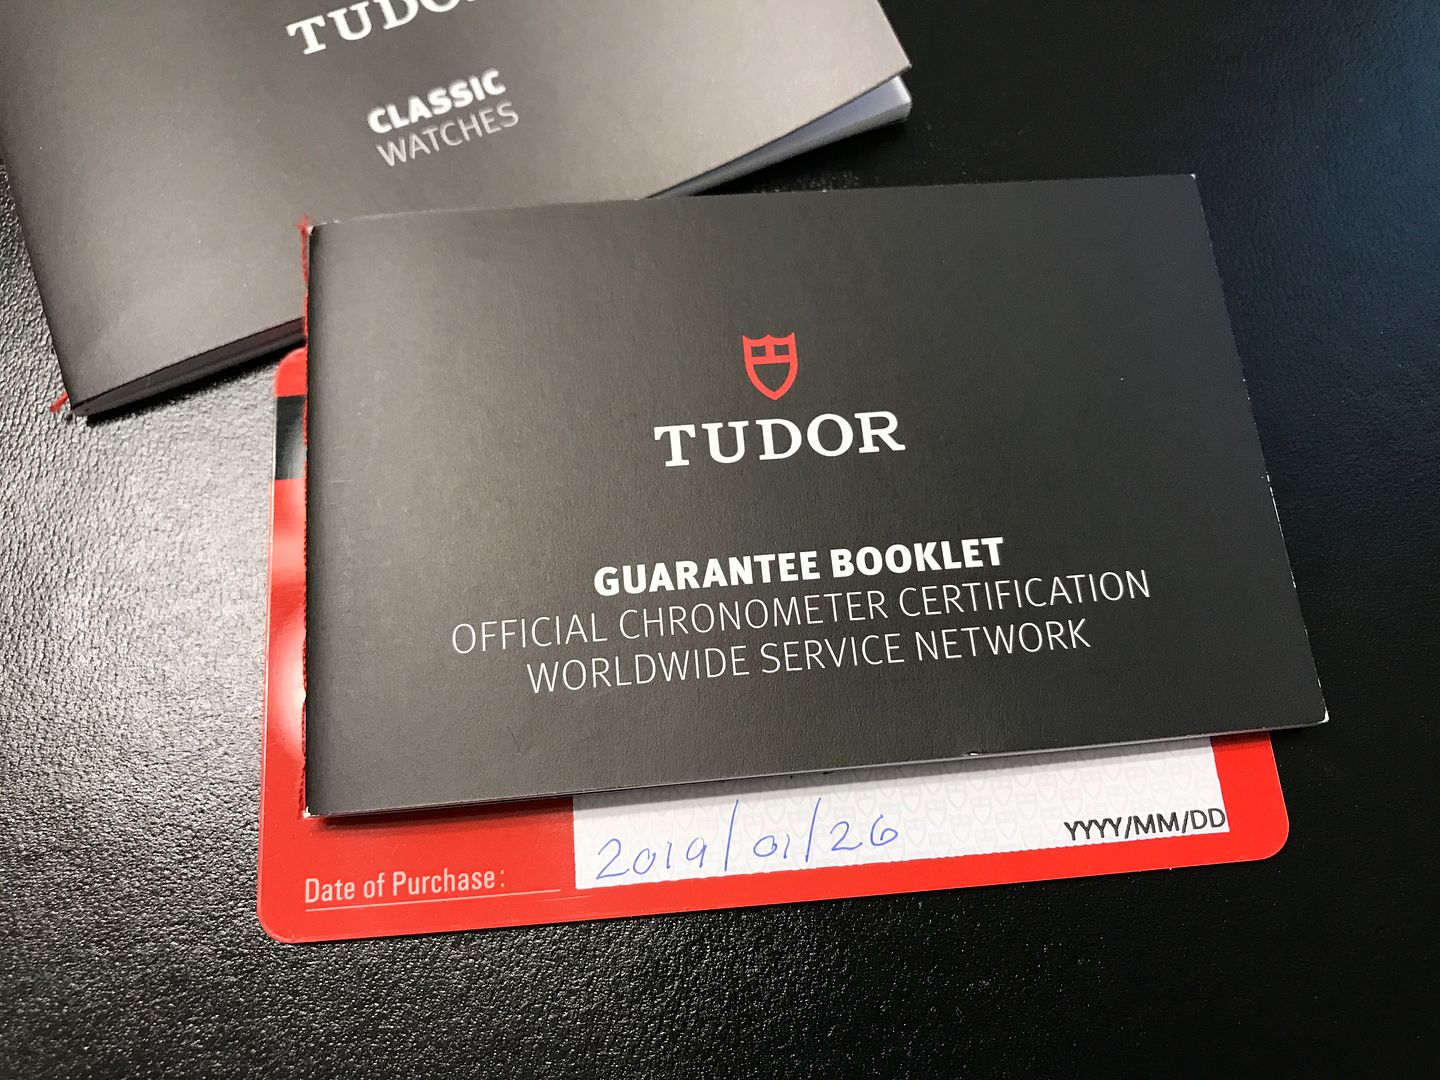 TUDOR
CLASSIC
WATCHES
TUDOR
GUARANTEE BOOKLET
OFFICIAL CHRONOMETER CERTIFICATION
WORLDWIDE SERVICE NETWORK
Date of Purchase:
2019/01/26
YYYY/MM/DD